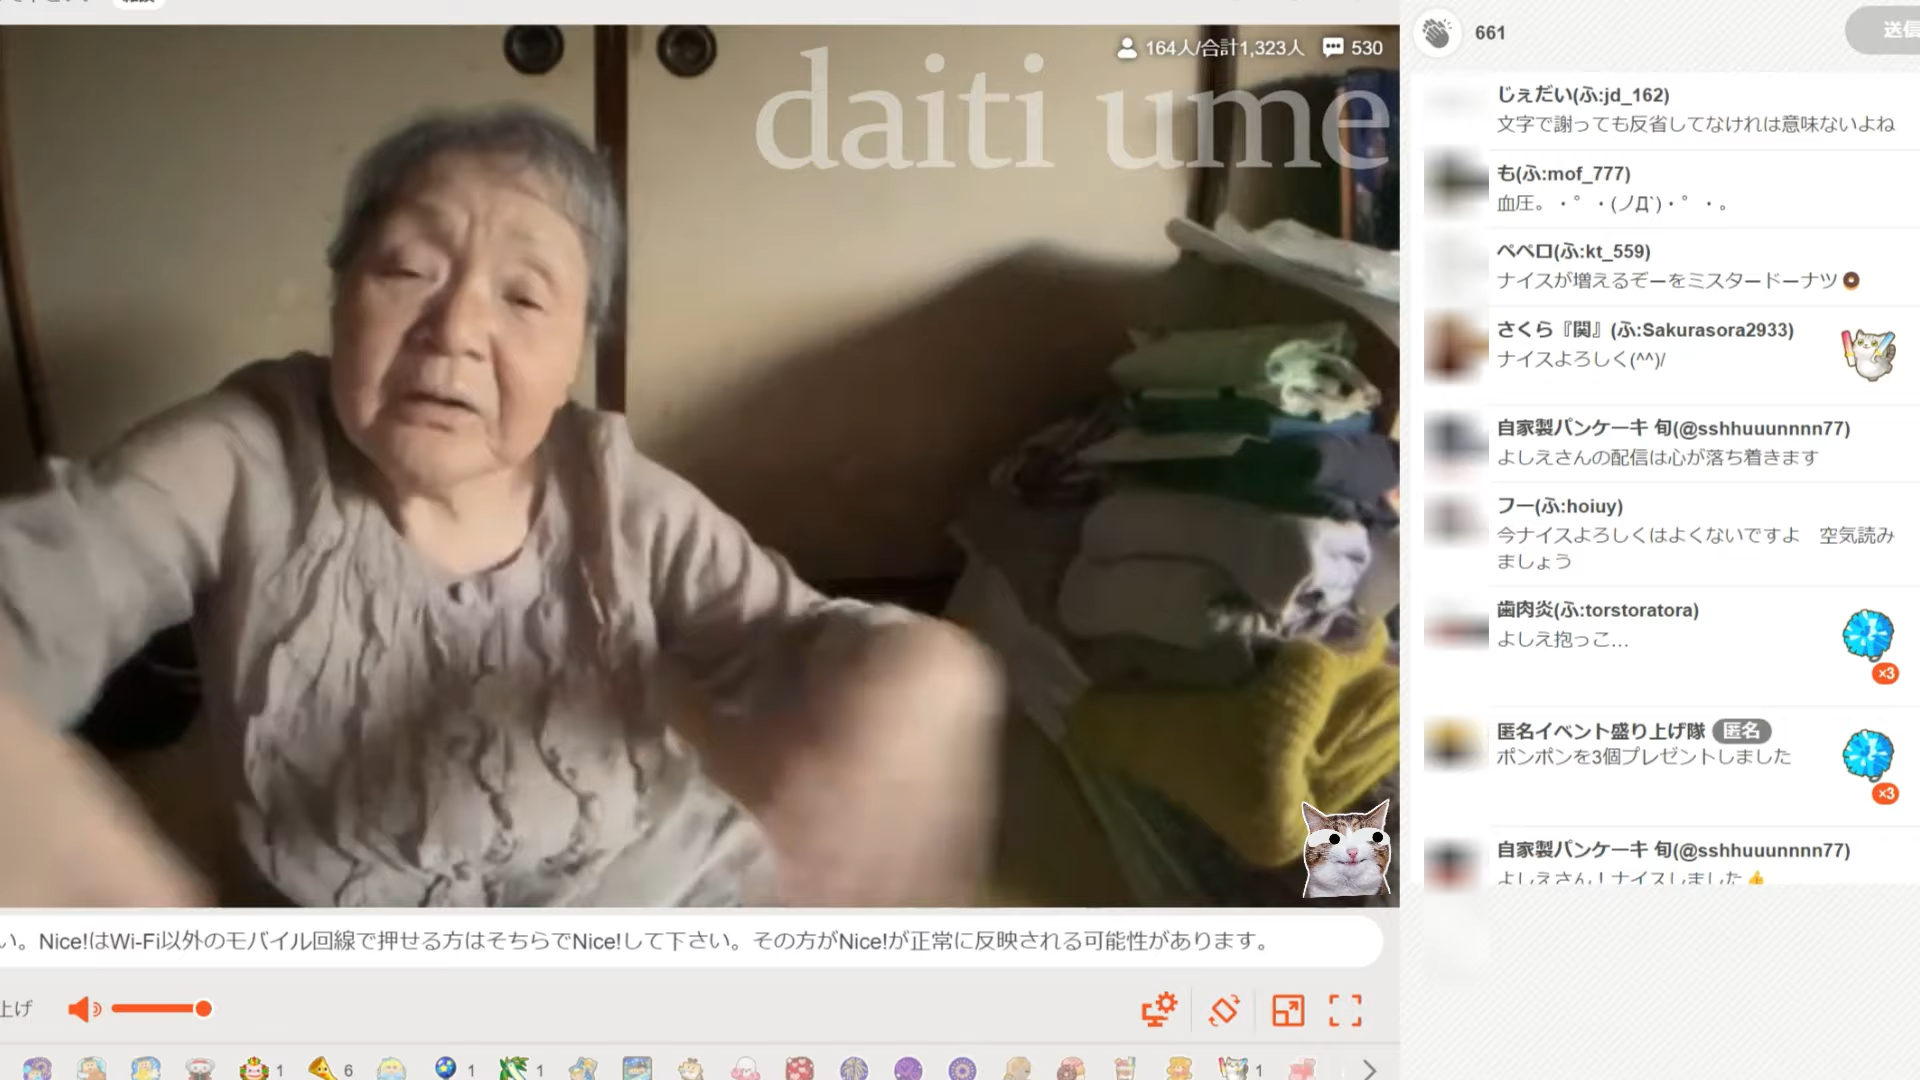 164人/合計1,323人 530
daiti ume
661
送信
じぇだい(ふ:jd_162)
文字で謝っても反省してなければ意味ないよね
も(ふ:mof_777)
血圧。・゜・(ノД`)・゜・。
ペペロ(ふ:kt_559)
ナイスが増えるぞーをミスタードーナツ🍩
さくら『関』(ふ:Sakurasora2933)
ナイスよろしく(^^)/
自家製パンケーキ 旬(@sshhuuunnnn77)
よしえさんの配信は心が落ち着きます
フー(ふ:hoiuy)
今ナイスよろしくはよくないですよ　空気読み
ましょう
歯肉炎(ふ:torstoratora)
よしえ抱っこ…
×3
匿名イベント盛り上げ隊 匿名
ポンポンを3個プレゼントしました
×3
自家製パンケーキ 旬(@sshhuuunnnn77)
よしえさん！ナイスしました👍
い。Nice!はWi-Fi以外のモバイル回線で押せる方はそちらでNice!して下さい。その方がNice!が正常に反映される可能性があります。
上げ
1 6 1 1 1